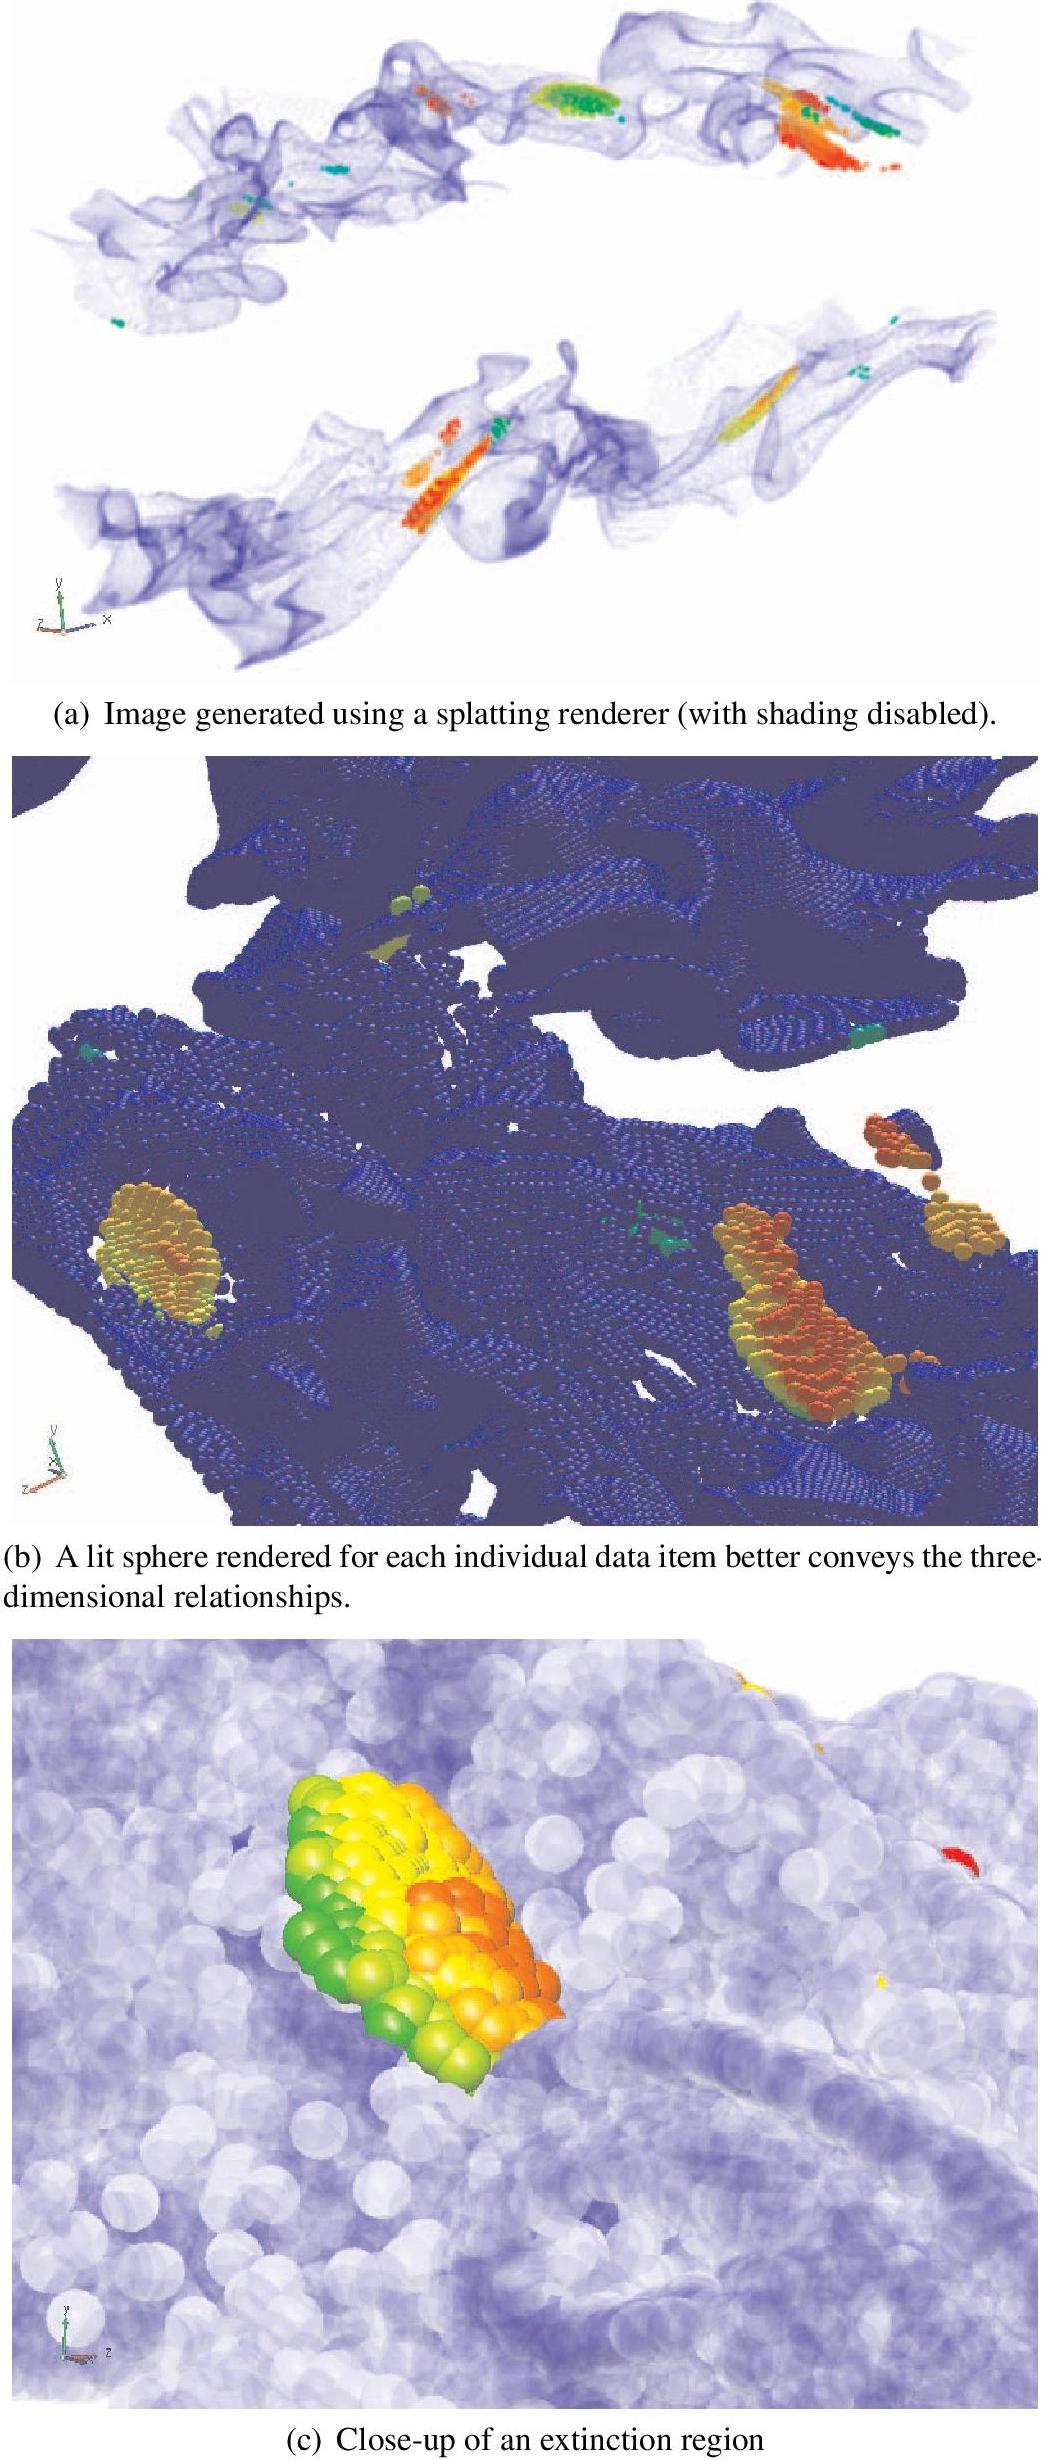 y
z
x
(a) Image generated using a splatting renderer (with shading disabled).
y
x
z
(b) A lit sphere rendered for each individual data item better conveys the three-
dimensional relationships.
y
z
(c) Close-up of an extinction region